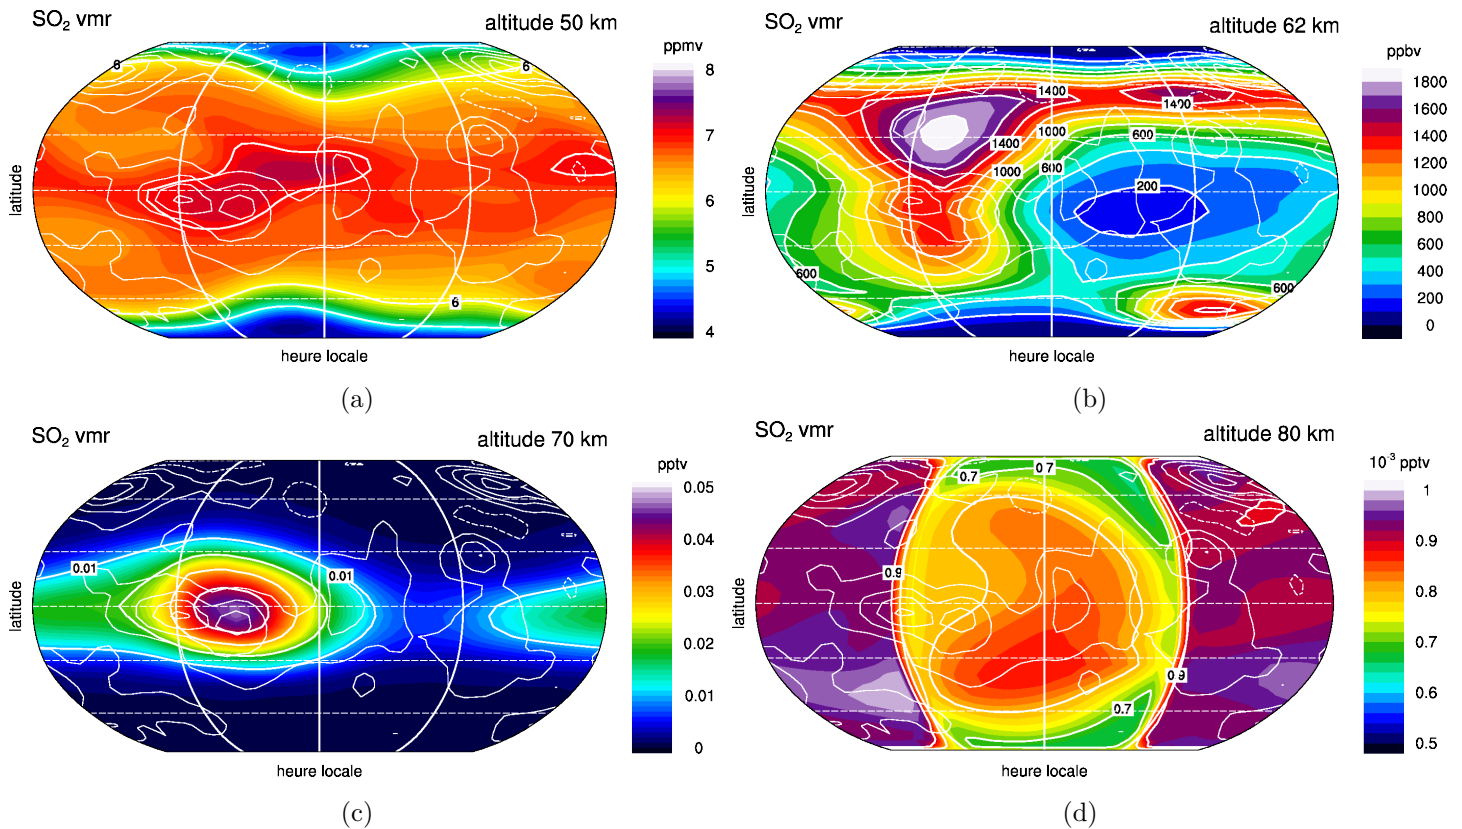 SO2 vmr
altitude 50 km
ppmv
8
7
6
5
4
8
6
6
latitude
heure locale
(a)
SO2 vmr
altitude 62 km
ppbv
1800
1600
1400
1200
1000
800
600
400
200
0
1400
1400
1000
600
1400
1000
600
200
600
600
latitude
heure locale
(b)
SO2 vmr
altitude 70 km
pptv
0.05
0.04
0.03
0.02
0.01
0
0.01
0.01
latitude
heure locale
(c)
SO2 vmr
altitude 80 km
10-3 pptv
1
0.9
0.8
0.7
0.6
0.5
0.7
0.7
0.9
0.9
0.7
latitude
heure locale
(d)